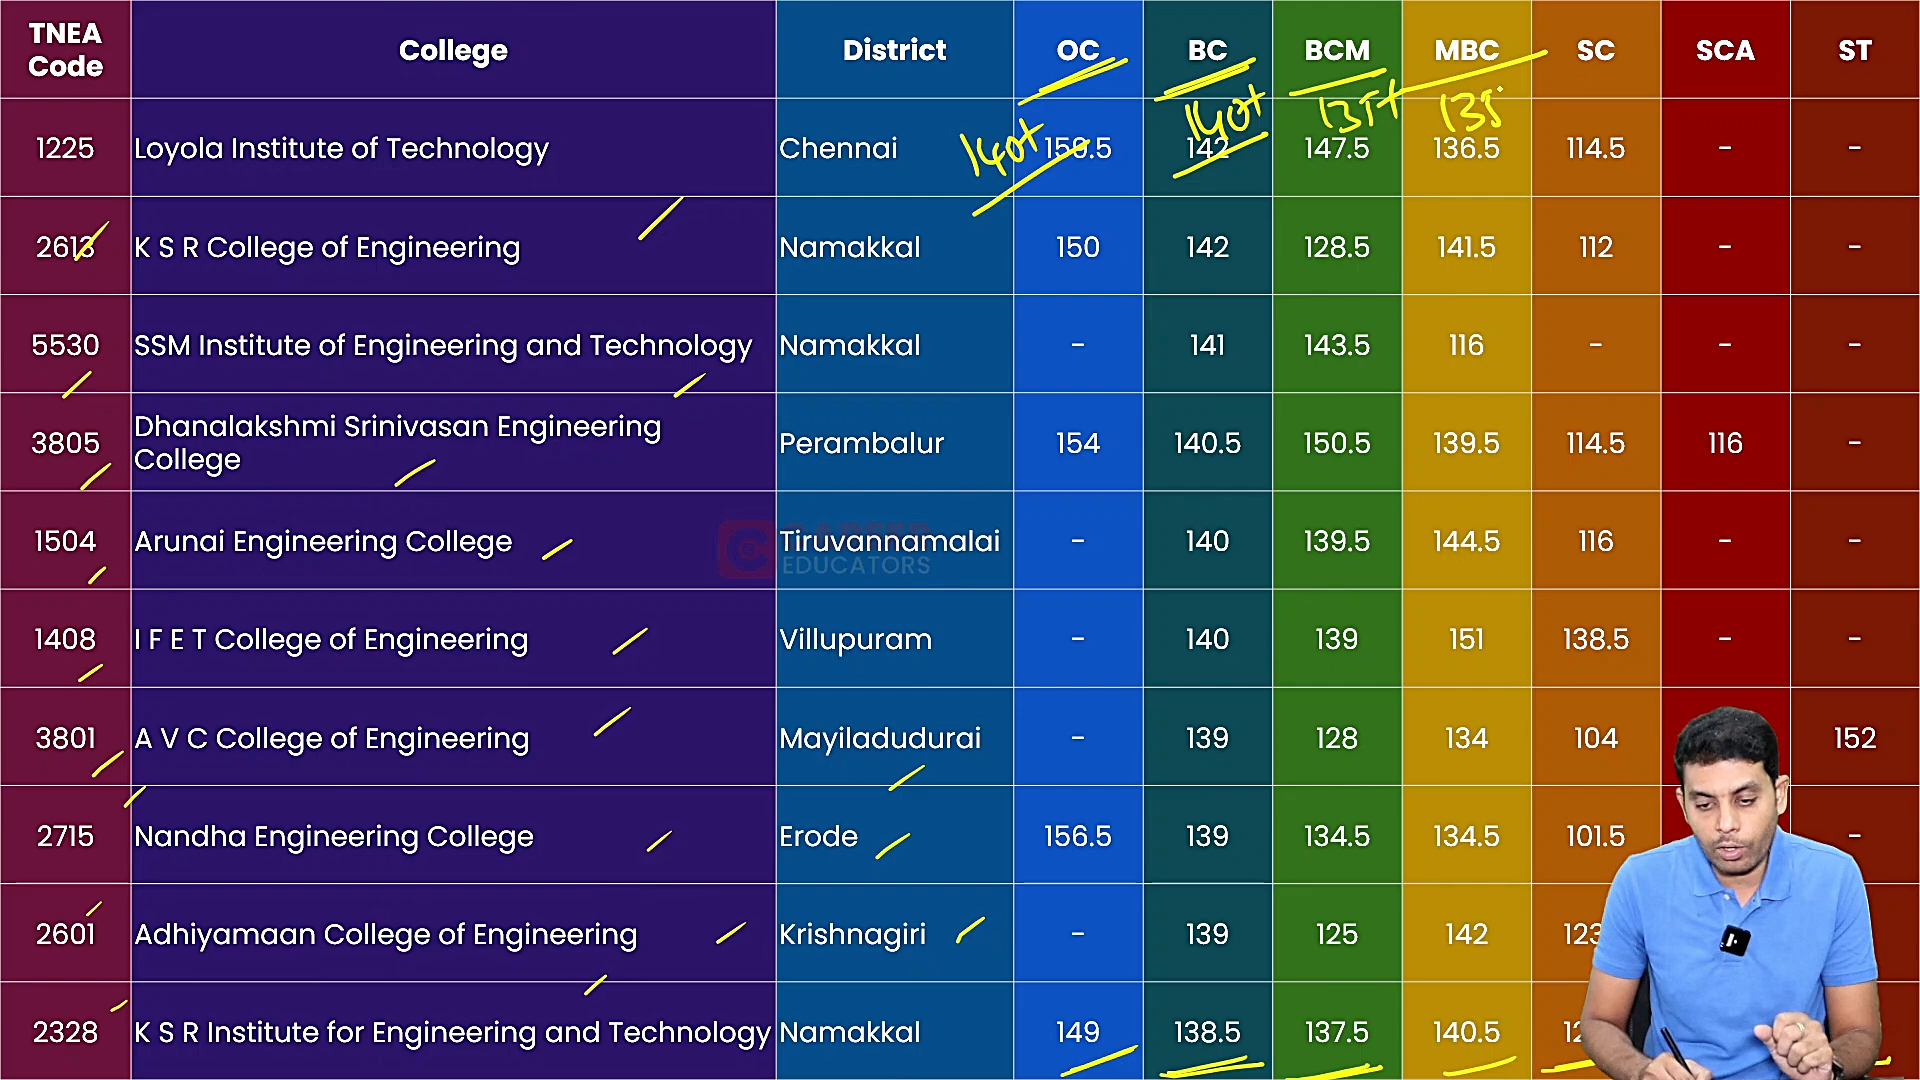 TNEA Code College District OC BC BCM MBC SC SCA ST
140+ 140+ 135+ 135
1225 Loyola Institute of Technology Chennai 150.5 142 147.5 136.5 114.5 - -
2613 K S R College of Engineering Namakkal 150 142 128.5 141.5 112 - -
5530 SSM Institute of Engineering and Technology Namakkal - 141 143.5 116 - - -
3805 Dhanalakshmi Srinivasan Engineering College Perambalur 154 140.5 150.5 139.5 114.5 116 -
1504 Arunai Engineering College Tiruvannamalai - 140 139.5 144.5 116 - -
CAREER EDUCATORS
1408 I F E T College of Engineering Villupuram - 140 139 151 138.5 - -
3801 A V C College of Engineering Mayiladudurai - 139 128 134 104 152
2715 Nandha Engineering College Erode 156.5 139 134.5 134.5 101.5 -
2601 Adhiyamaan College of Engineering Krishnagiri - 139 125 142
2328 K S R Institute for Engineering and Technology Namakkal 149 138.5 137.5 140.5